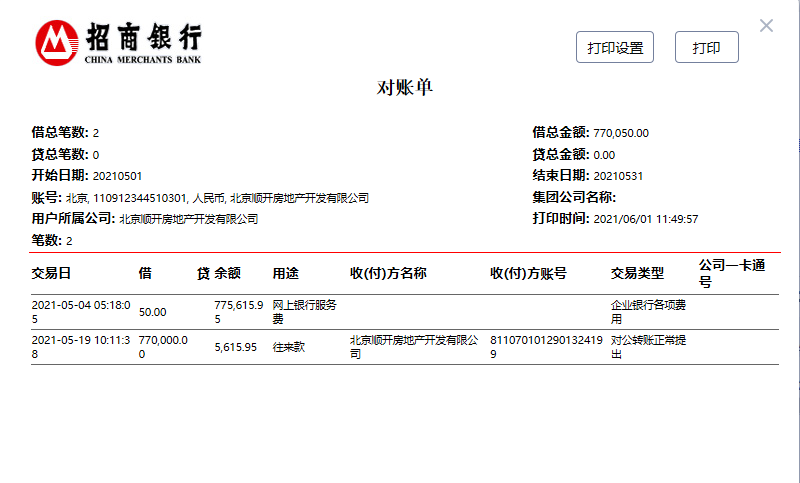 招商银行
CHINA MERCHANTS BANK
打印设置 打印
对账单
借总笔数: 2 借总金额: 770,050.00
贷总笔数: 0 贷总金额: 0.00
开始日期: 20210501 结束日期: 20210531
账号: 北京, 110912344510301, 人民币, 北京顺开房地产开发有限公司 集团公司名称:
用户所属公司: 北京顺开房地产开发有限公司 打印时间: 2021/06/01 11:49:57
笔数: 2
交易日 借 贷 余额 用途 收(付)方名称 收(付)方账号 交易类型 公司一卡通
号
2021-05-04 05:18:0 50.00 775,615.9 网上银行服务 企业银行各项费
5 5 费 用
2021-05-19 10:11:3 770,000.0 5,615.95 往来款 北京顺开房地产开发有限公 811070101290132419 对公转账正常提
8 0 司 9 出